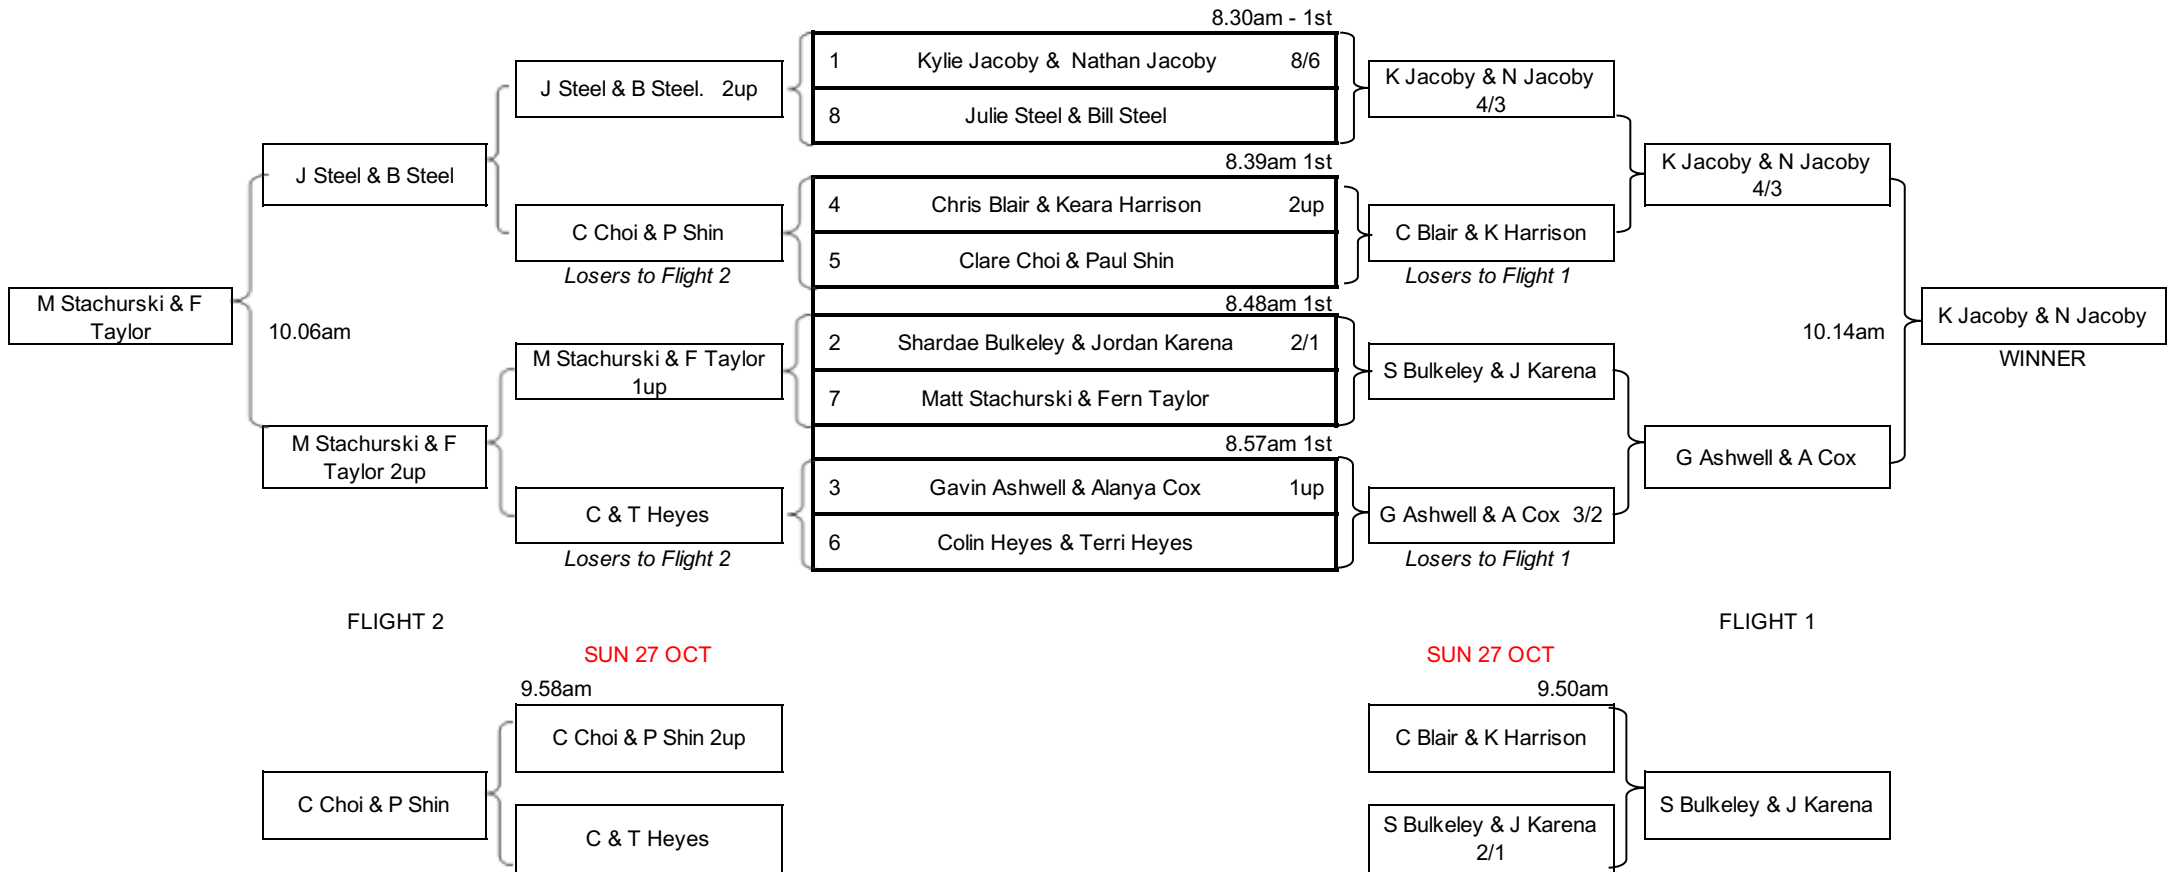 8.30am - 1st
1 Kylie Jacoby & Nathan Jacoby 8/6
J Steel & B Steel. 2up
K Jacoby & N Jacoby
4/3
8 Julie Steel & Bill Steel
8.39am 1st
J Steel & B Steel
K Jacoby & N Jacoby
4/3
4 Chris Blair & Keara Harrison 2up
C Choi & P Shin
C Blair & K Harrison
5 Clare Choi & Paul Shin
Losers to Flight 2
Losers to Flight 1
8.48am 1st
M Stachurski & F
Taylor
10.06am
2 Shardae Bulkeley & Jordan Karena 2/1
10.14am
K Jacoby & N Jacoby
WINNER
M Stachurski & F Taylor
1up
S Bulkeley & J Karena
7 Matt Stachurski & Fern Taylor
8.57am 1st
M Stachurski & F
Taylor 2up
G Ashwell & A Cox
3 Gavin Ashwell & Alanya Cox 1up
C & T Heyes
G Ashwell & A Cox 3/2
6 Colin Heyes & Terri Heyes
Losers to Flight 2
Losers to Flight 1
FLIGHT 2
FLIGHT 1
SUN 27 OCT
SUN 27 OCT
9.58am
9.50am
C Choi & P Shin 2up
C Blair & K Harrison
C Choi & P Shin
S Bulkeley & J Karena
C & T Heyes
S Bulkeley & J Karena
2/1